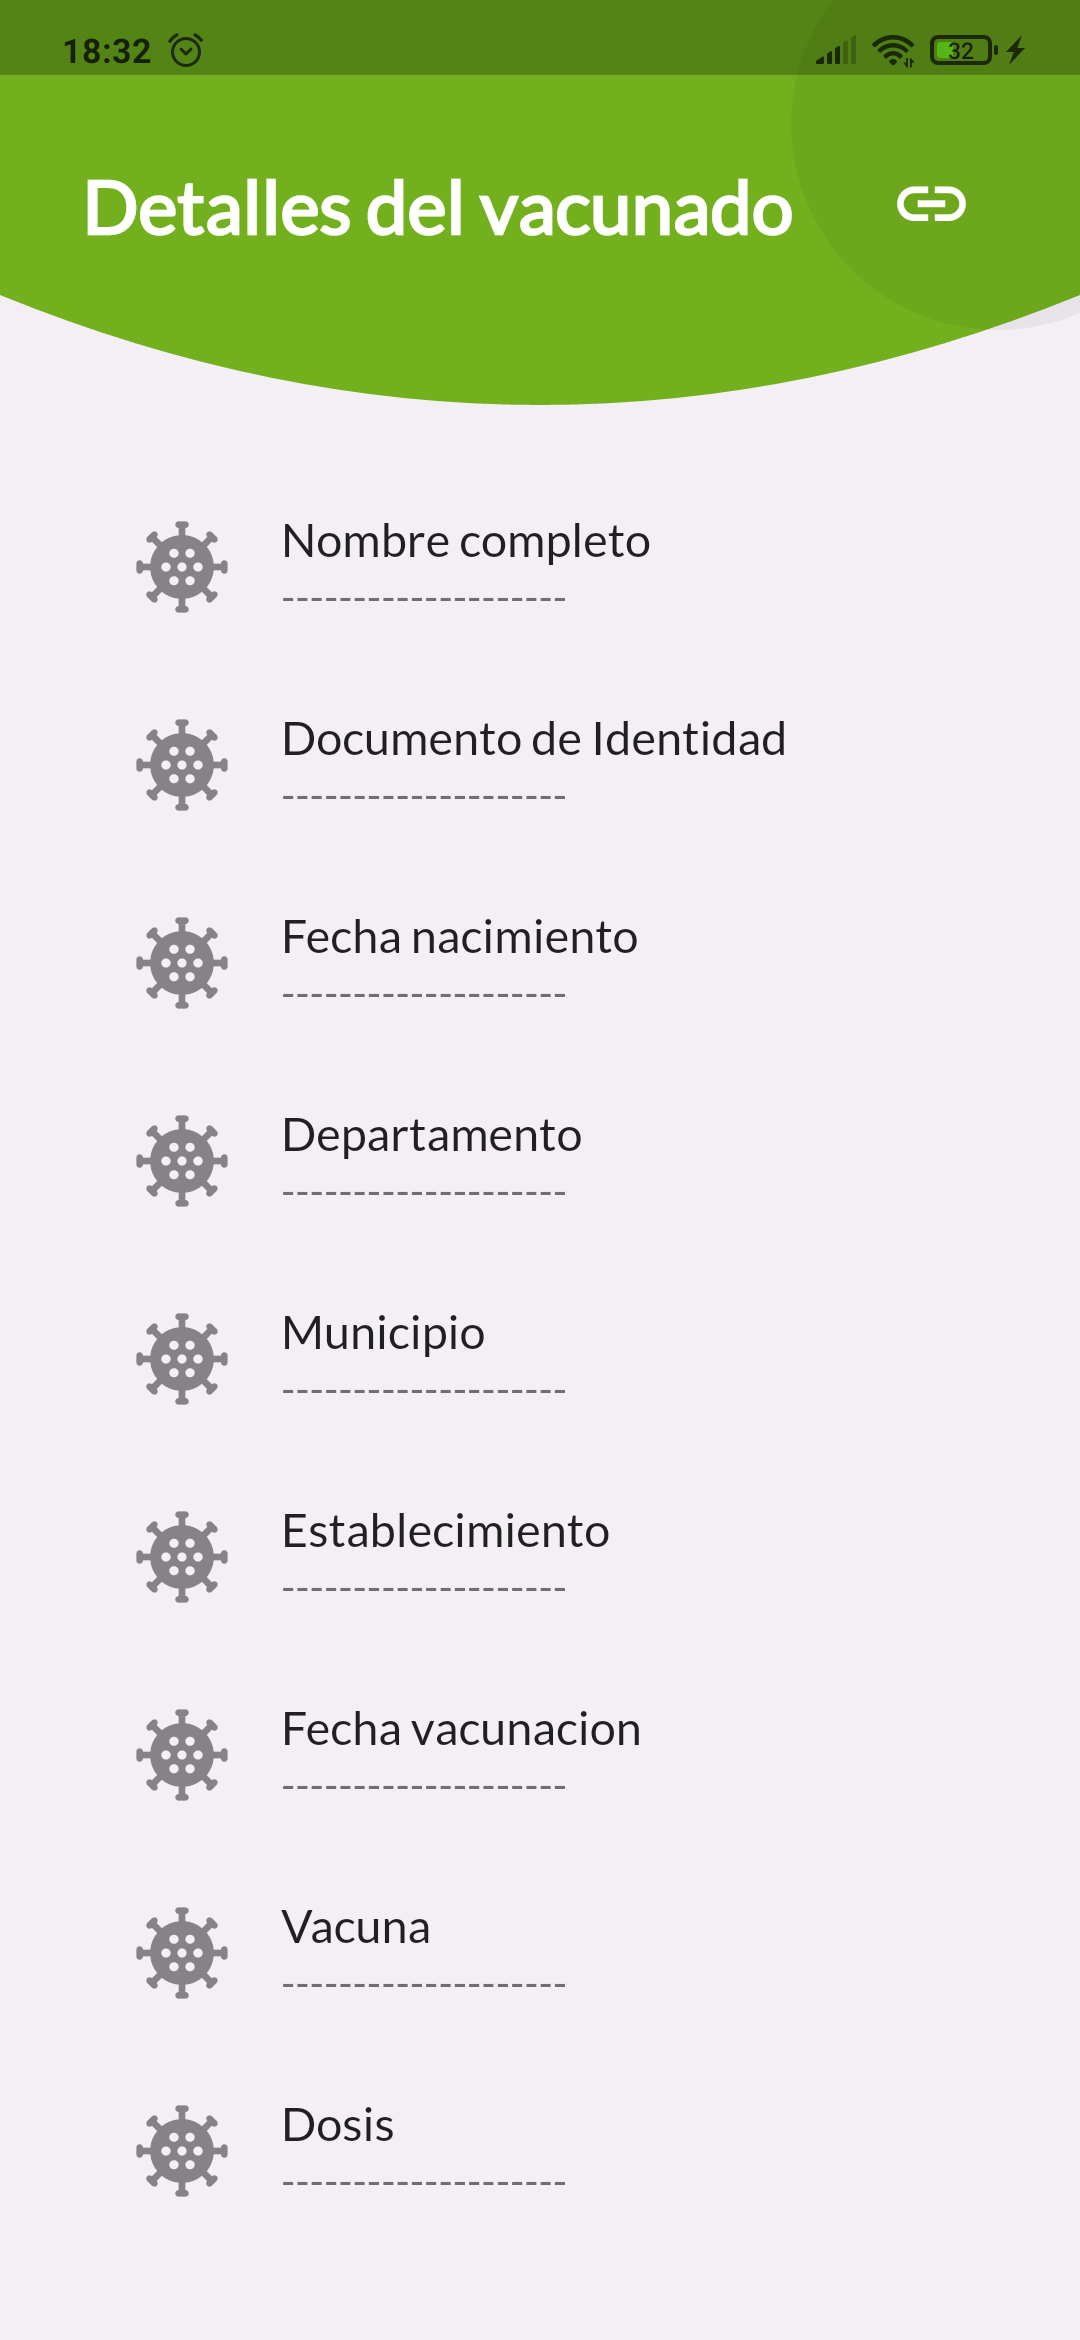 18:32
32
Detalles del vacunado
Nombre completo
--------------------
Documento de Identidad
--------------------
Fecha nacimiento
--------------------
Departamento
--------------------
Municipio
--------------------
Establecimiento
--------------------
Fecha vacunacion
--------------------
Vacuna
--------------------
Dosis
--------------------